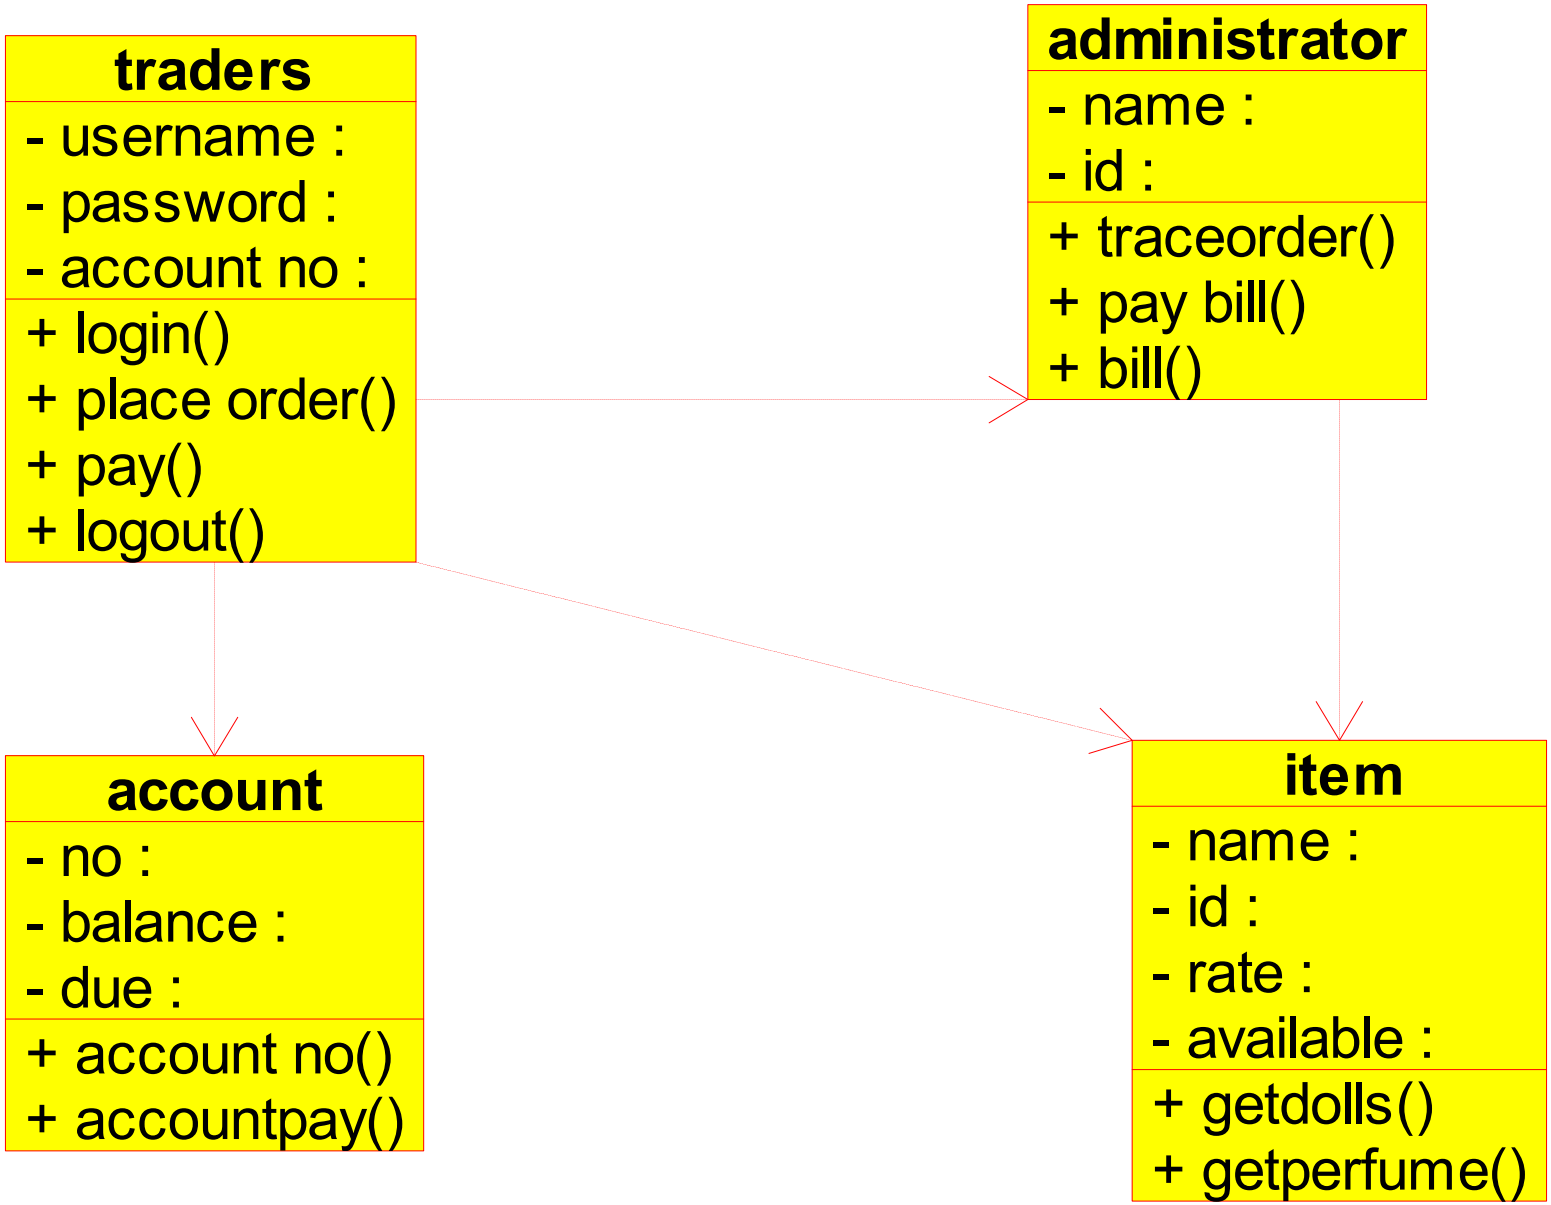 traders
- username :
- password :
- account no :
+ login()
+ place order()
+ pay()
+ logout()
administrator
- name :
- id :
+ traceorder()
+ pay bill()
+ bill()
account
- no :
- balance :
- due :
+ account no()
+ accountpay()
item
- name :
- id :
- rate :
- available :
+ getdolls()
+ getperfume()